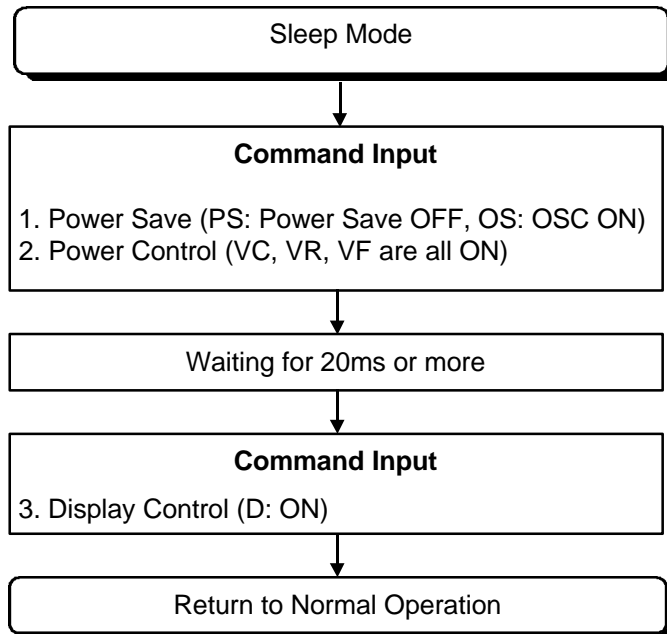 Sleep Mode
Command Input
1. Power Save (PS: Power Save OFF, OS: OSC ON)
2. Power Control (VC, VR, VF are all ON)
Waiting for 20ms or more
Command Input
3. Display Control (D: ON)
Return to Normal Operation